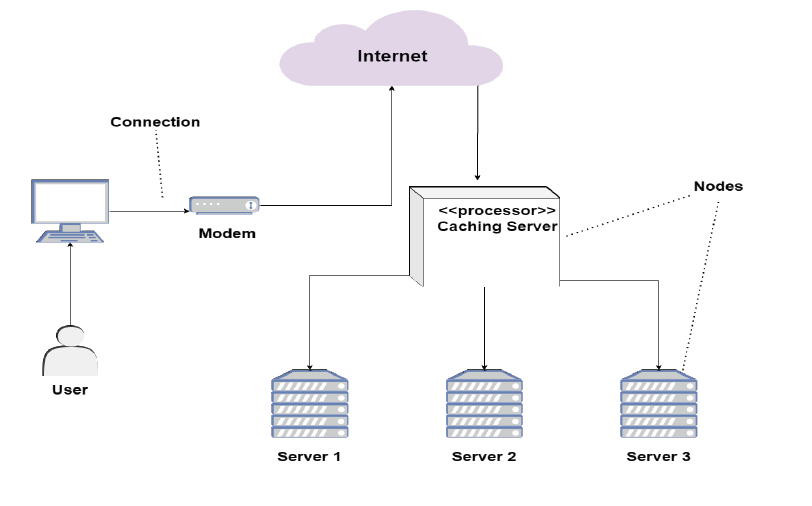 Internet
Connection
Nodes
<<processor>>
Caching Server
Modem
User
Server 1
Server 2
Server 3